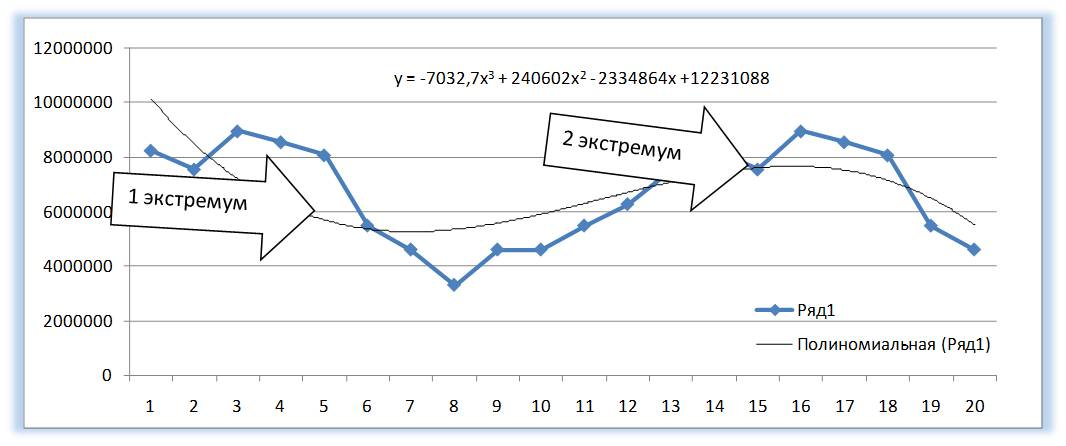 12000000
y = -7032,7x³ + 240602x² - 2334864x +12231088
10000000
2 экстремум
8000000
1 экстремум
6000000
4000000
2000000
Ряд1
Полиномиальная (Ряд1)
0
1 2 3 4 5 6 7 8 9 10 11 12 13 14 15 16 17 18 19 20